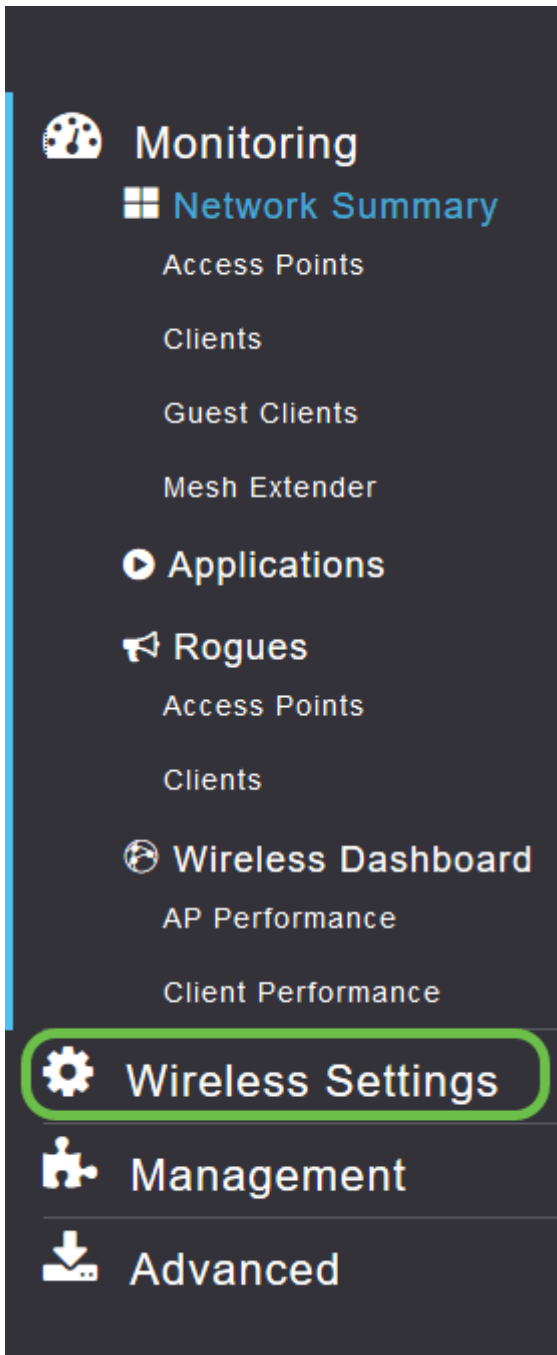 Monitoring
Network Summary
Access Points
Clients
Guest Clients
Mesh Extender
Applications
Rogues
Access Points
Clients
Wireless Dashboard
AP Performance
Client Performance
Wireless Settings
Management
Advanced